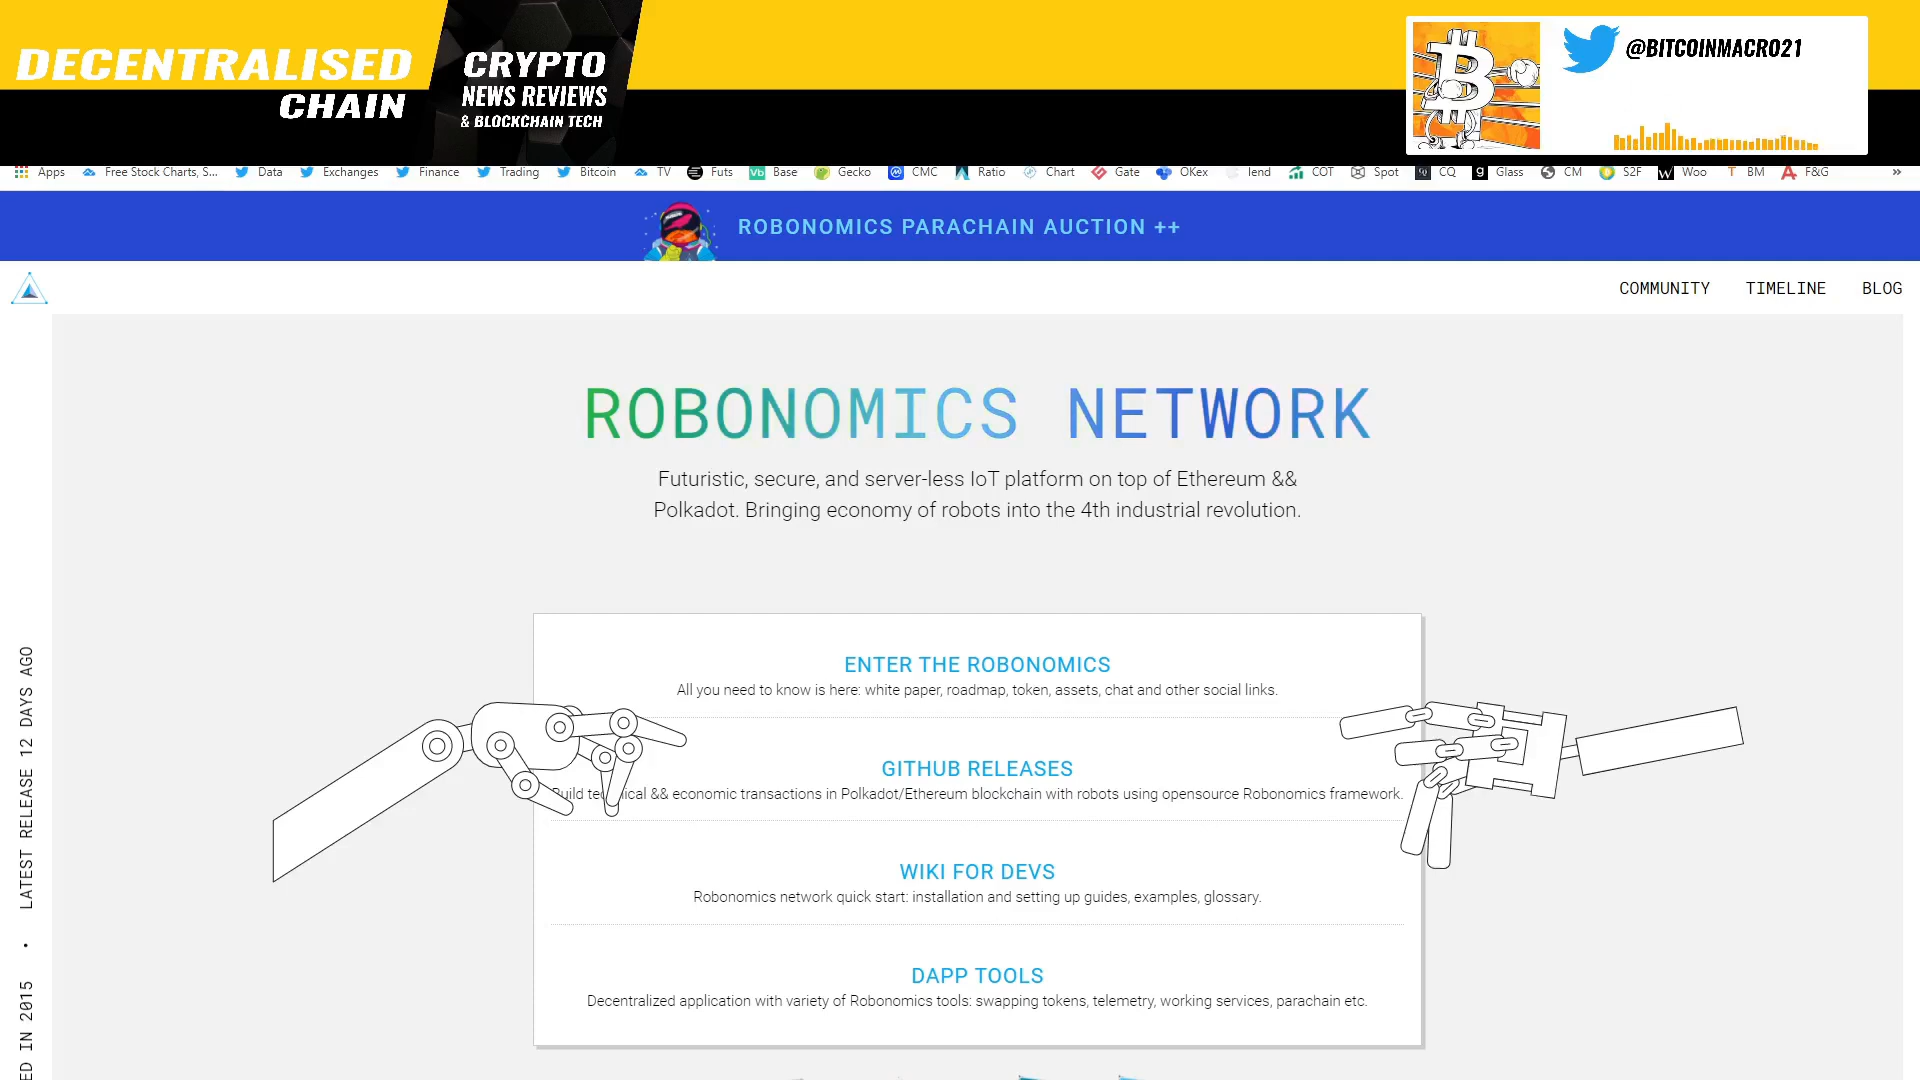 DECENTRALISED
CHAIN
CRYPTO
NEWS REVIEWS
& BLOCKCHAIN TECH
@BITCOINMACRO21
Apps Free Stock Charts, S... Data Exchanges Finance Trading Bitcoin TV Futs Base Gecko CMC Ratio Chart Gate OKex lend COT Spot CQ Glass CM S2F Woo BM F&G »
ROBONOMICS PARACHAIN AUCTION ++
COMMUNITY TIMELINE BLOG
ROBONOMICS NETWORK
Futuristic, secure, and server-less IoT platform on top of Ethereum &&
Polkadot. Bringing economy of robots into the 4th industrial revolution.
ENTER THE ROBONOMICS
All you need to know is here: white paper, roadmap, token, assets, chat and other social links.
GITHUB RELEASES
Build technical && economic transactions in Polkadot/Ethereum blockchain with robots using opensource Robonomics framework.
WIKI FOR DEVS
Robonomics network quick start: installation and setting up guides, examples, glossary.
DAPP TOOLS
Decentralized application with variety of Robonomics tools: swapping tokens, telemetry, working services, parachain etc.
ED IN 2015 • LATEST RELEASE 12 DAYS AGO